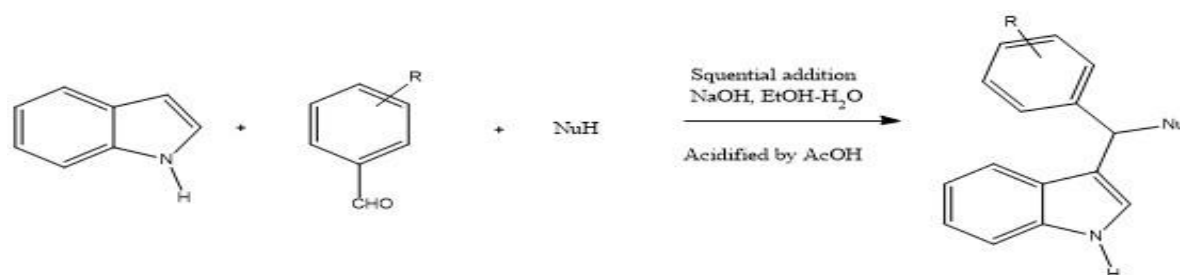 R
N
H
+
R
CHO
+
NuH
Squential addition
NaOH, EtOH-H₂O
Acidified by AcOH
Nu
N
H